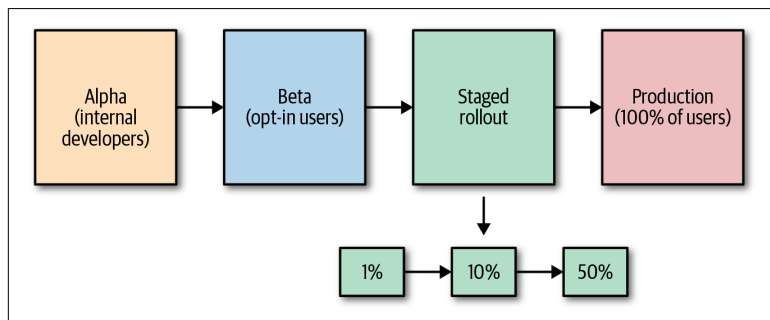 Alpha
(internal
developers)
Beta
(opt-in users)
Staged
rollout
Production
(100% of users)
1%
10%
50%